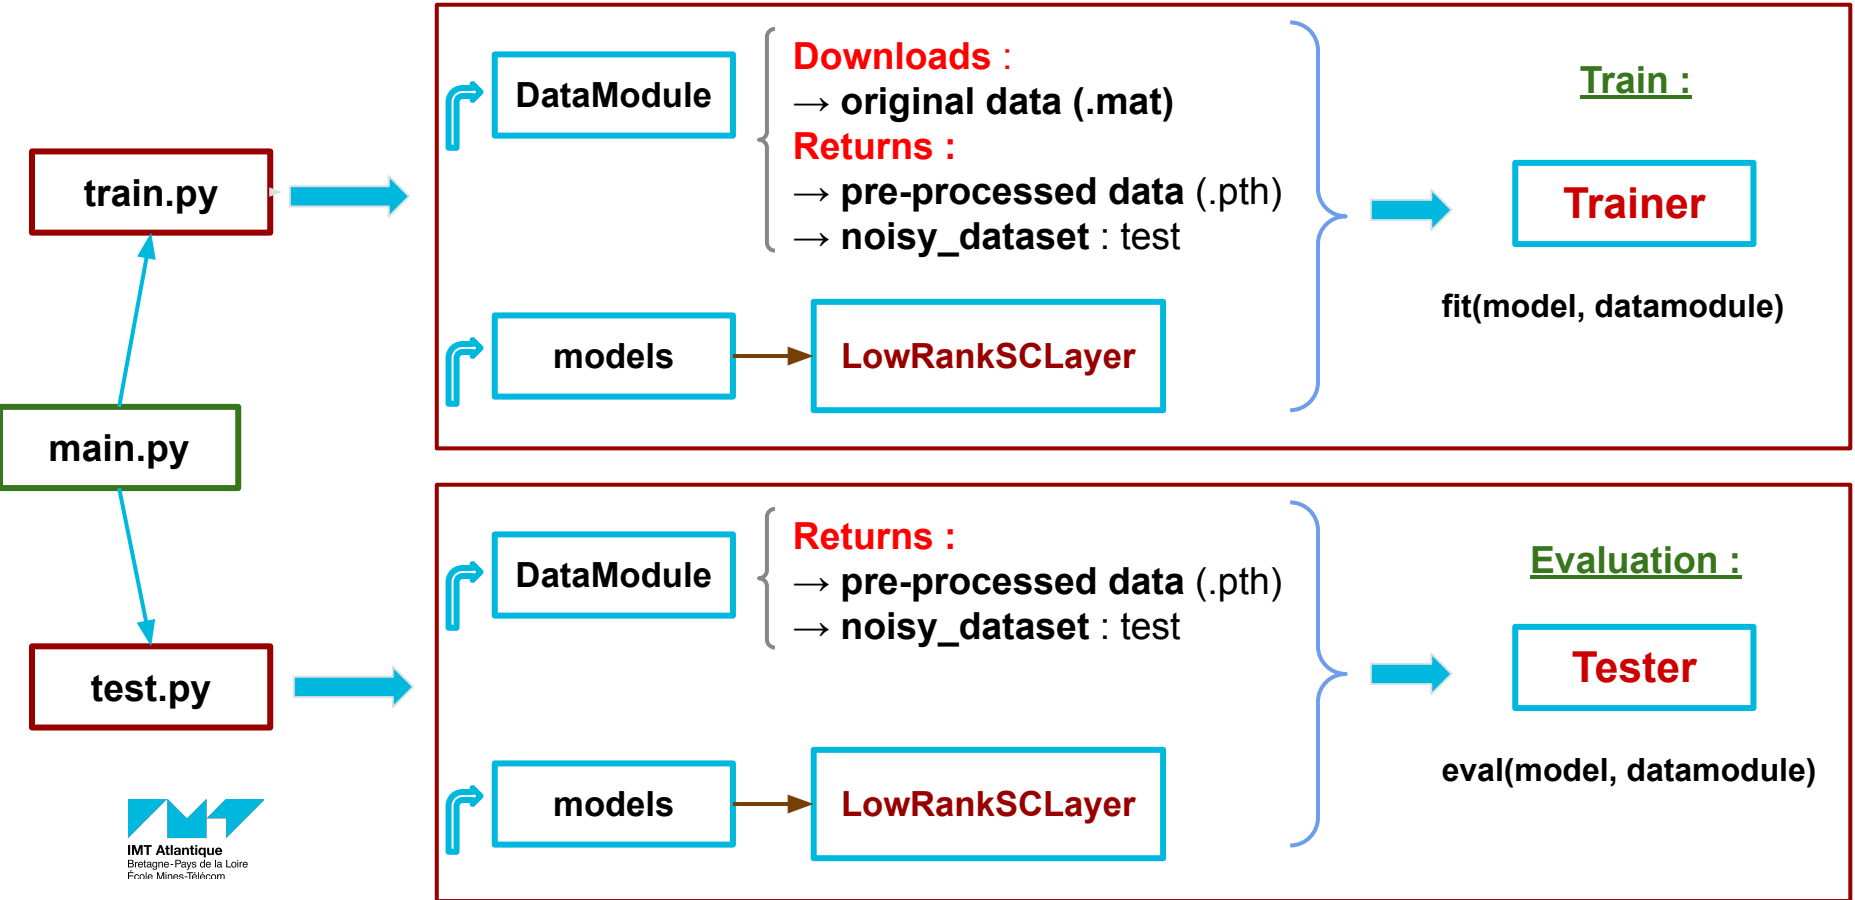 train.py
main.py
test.py
IMT Atlantique
Bretagne-Pays de la Loire
École Mines-Télécom
DataModule
Downloads :
→ original data (.mat)
Returns :
→ pre-processed data (.pth)
→ noisy_dataset : test
models
LowRankSCLayer
Train :
Trainer
fit(model, datamodule)
DataModule
Returns :
→ pre-processed data (.pth)
→ noisy_dataset : test
models
LowRankSCLayer
Evaluation :
Tester
eval(model, datamodule)